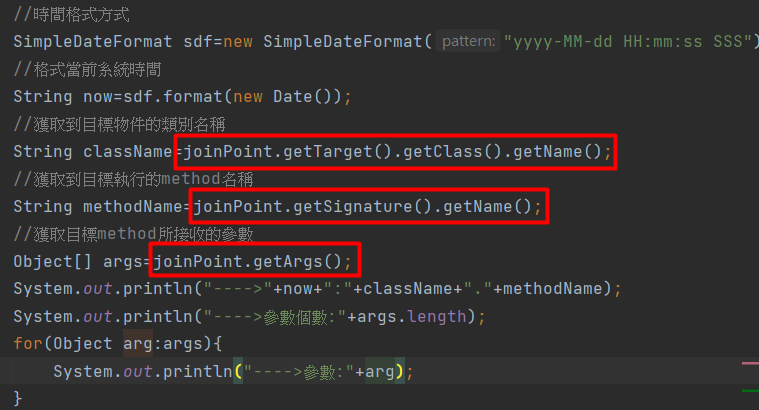 //時間格式方式
SimpleDateFormat sdf=new SimpleDateFormat( pattern: "yyyy-MM-dd HH:mm:ss SSS")
//格式當前系統時間
String now=sdf.format(new Date());
//獲取到目標物件的類別名稱
String className=joinPoint.getTarget().getClass().getName();
//獲取到目標執行的method名稱
String methodName=joinPoint.getSignature().getName();
//獲取目標method所接收的參數
Object[] args=joinPoint.getArgs();
System.out.println("---->"+now+":"+className+"."+methodName);
System.out.println("---->參數個數:"+args.length);
for(Object arg:args){
System.out.println("---->參數:"+arg);
}